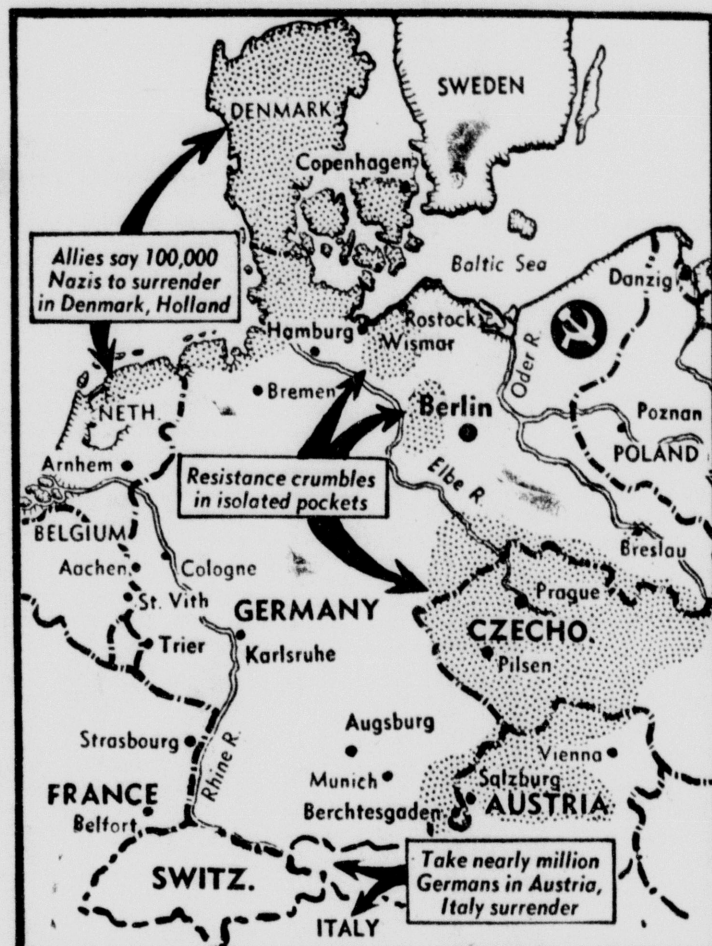 SWEDEN
DENMARK
Copenhagen
Allies say 100,000
Nazis to surrender
in Denmark, Holland
Baltic Sea
Danzig
Hamburg
Rostock
Wismar
Oder R.
Bremen
Berlin
NETH.
Poznan
POLAND
Arnhem
Resistance crumbles
in isolated pockets
Elbe R.
BELGIUM
Breslau
Aachen
Cologne
Prague
St. Vith
GERMANY
CZECHO.
Trier
Karlsruhe
Pilsen
Augsburg
Strasbourg
Rhine R.
Vienna
Munich
Salzburg
FRANCE
Berchtesgaden
AUSTRIA
Belfort
Take nearly million
Germans in Austria,
Italy surrender
SWITZ.
ITALY